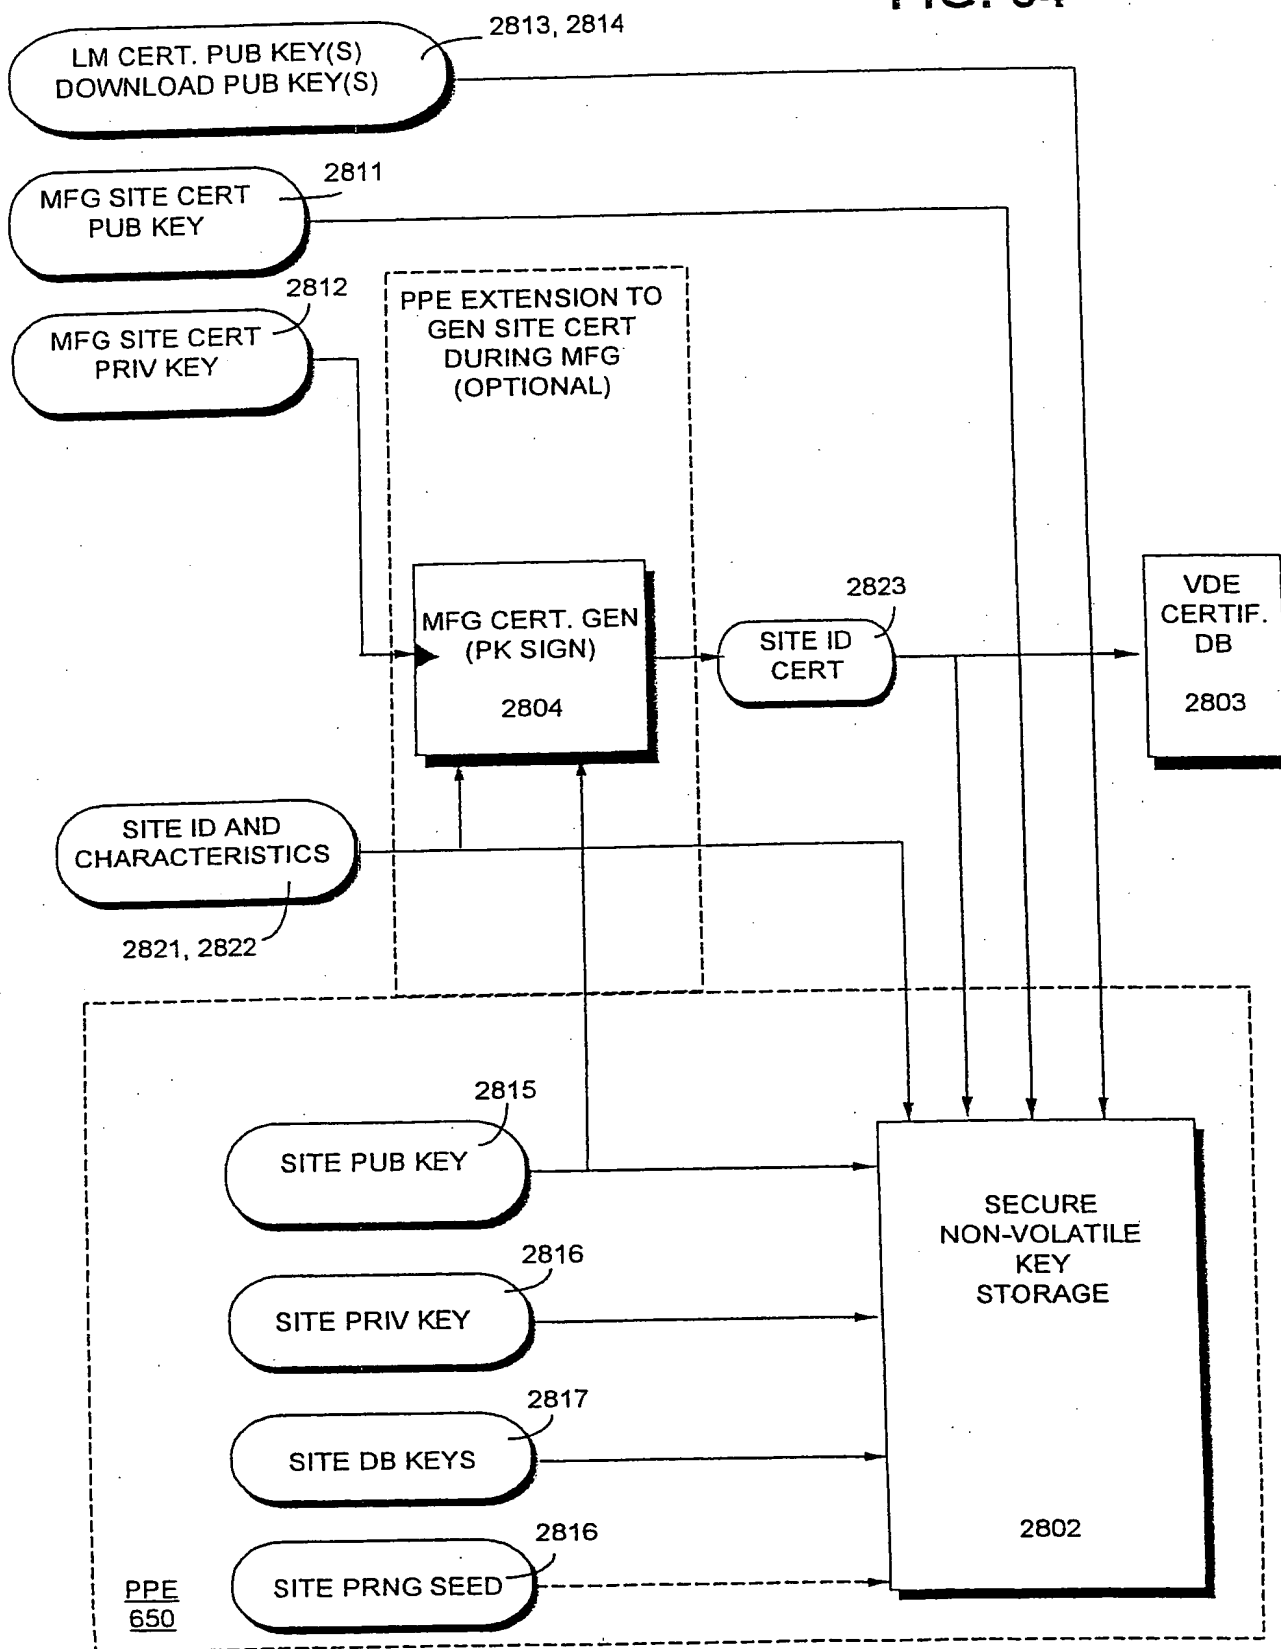 2813, 2814
LM CERT. PUB KEY(S)
DOWNLOAD PUB KEY(S)
2811
MFG SITE CERT
PUB KEY
2812
MFG SITE CERT
PRIV KEY
PPE EXTENSION TO
GEN SITE CERT
DURING MFG
(OPTIONAL)
MFG CERT. GEN
(PK SIGN)
2804
2823
SITE ID
CERT
VDE
CERTIF.
DB
2803
SITE ID AND
CHARACTERISTICS
2821, 2822
2815
SITE PUB KEY
2816
SITE PRIV KEY
2817
SITE DB KEYS
2816
SITE PRNG SEED
SECURE
NON-VOLATILE
KEY
STORAGE
2802
PPE
650